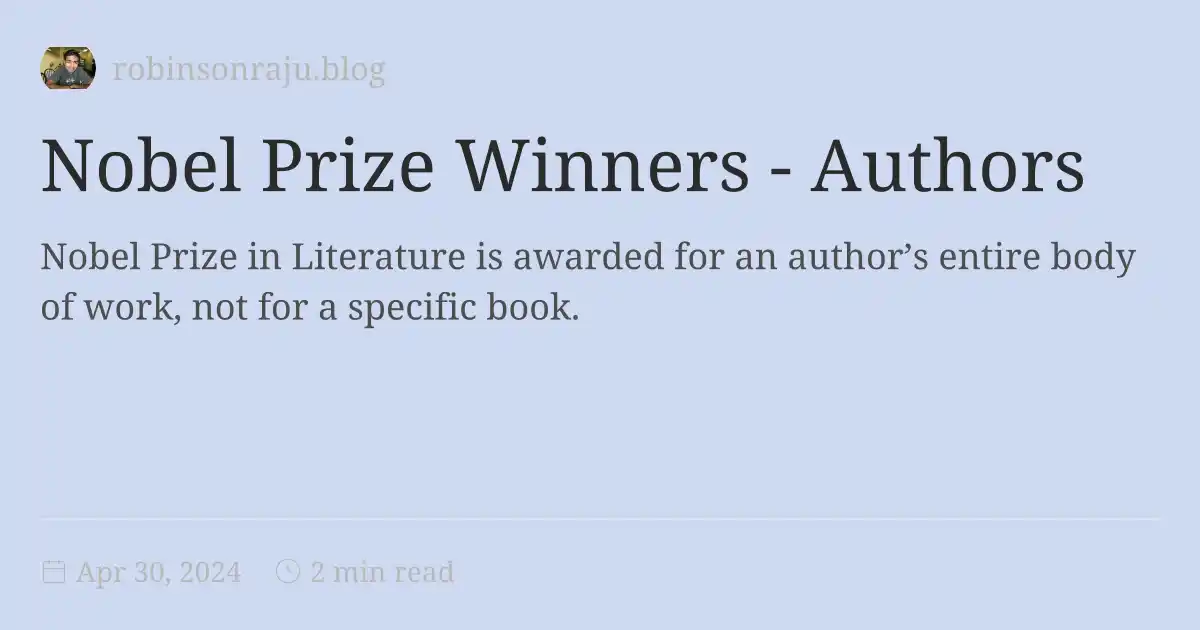 robinsonraju.blog
Nobel Prize Winners - Authors
Nobel Prize in Literature is awarded for an author’s entire body
of work, not for a specific book.
Apr 30, 2024 2 min read